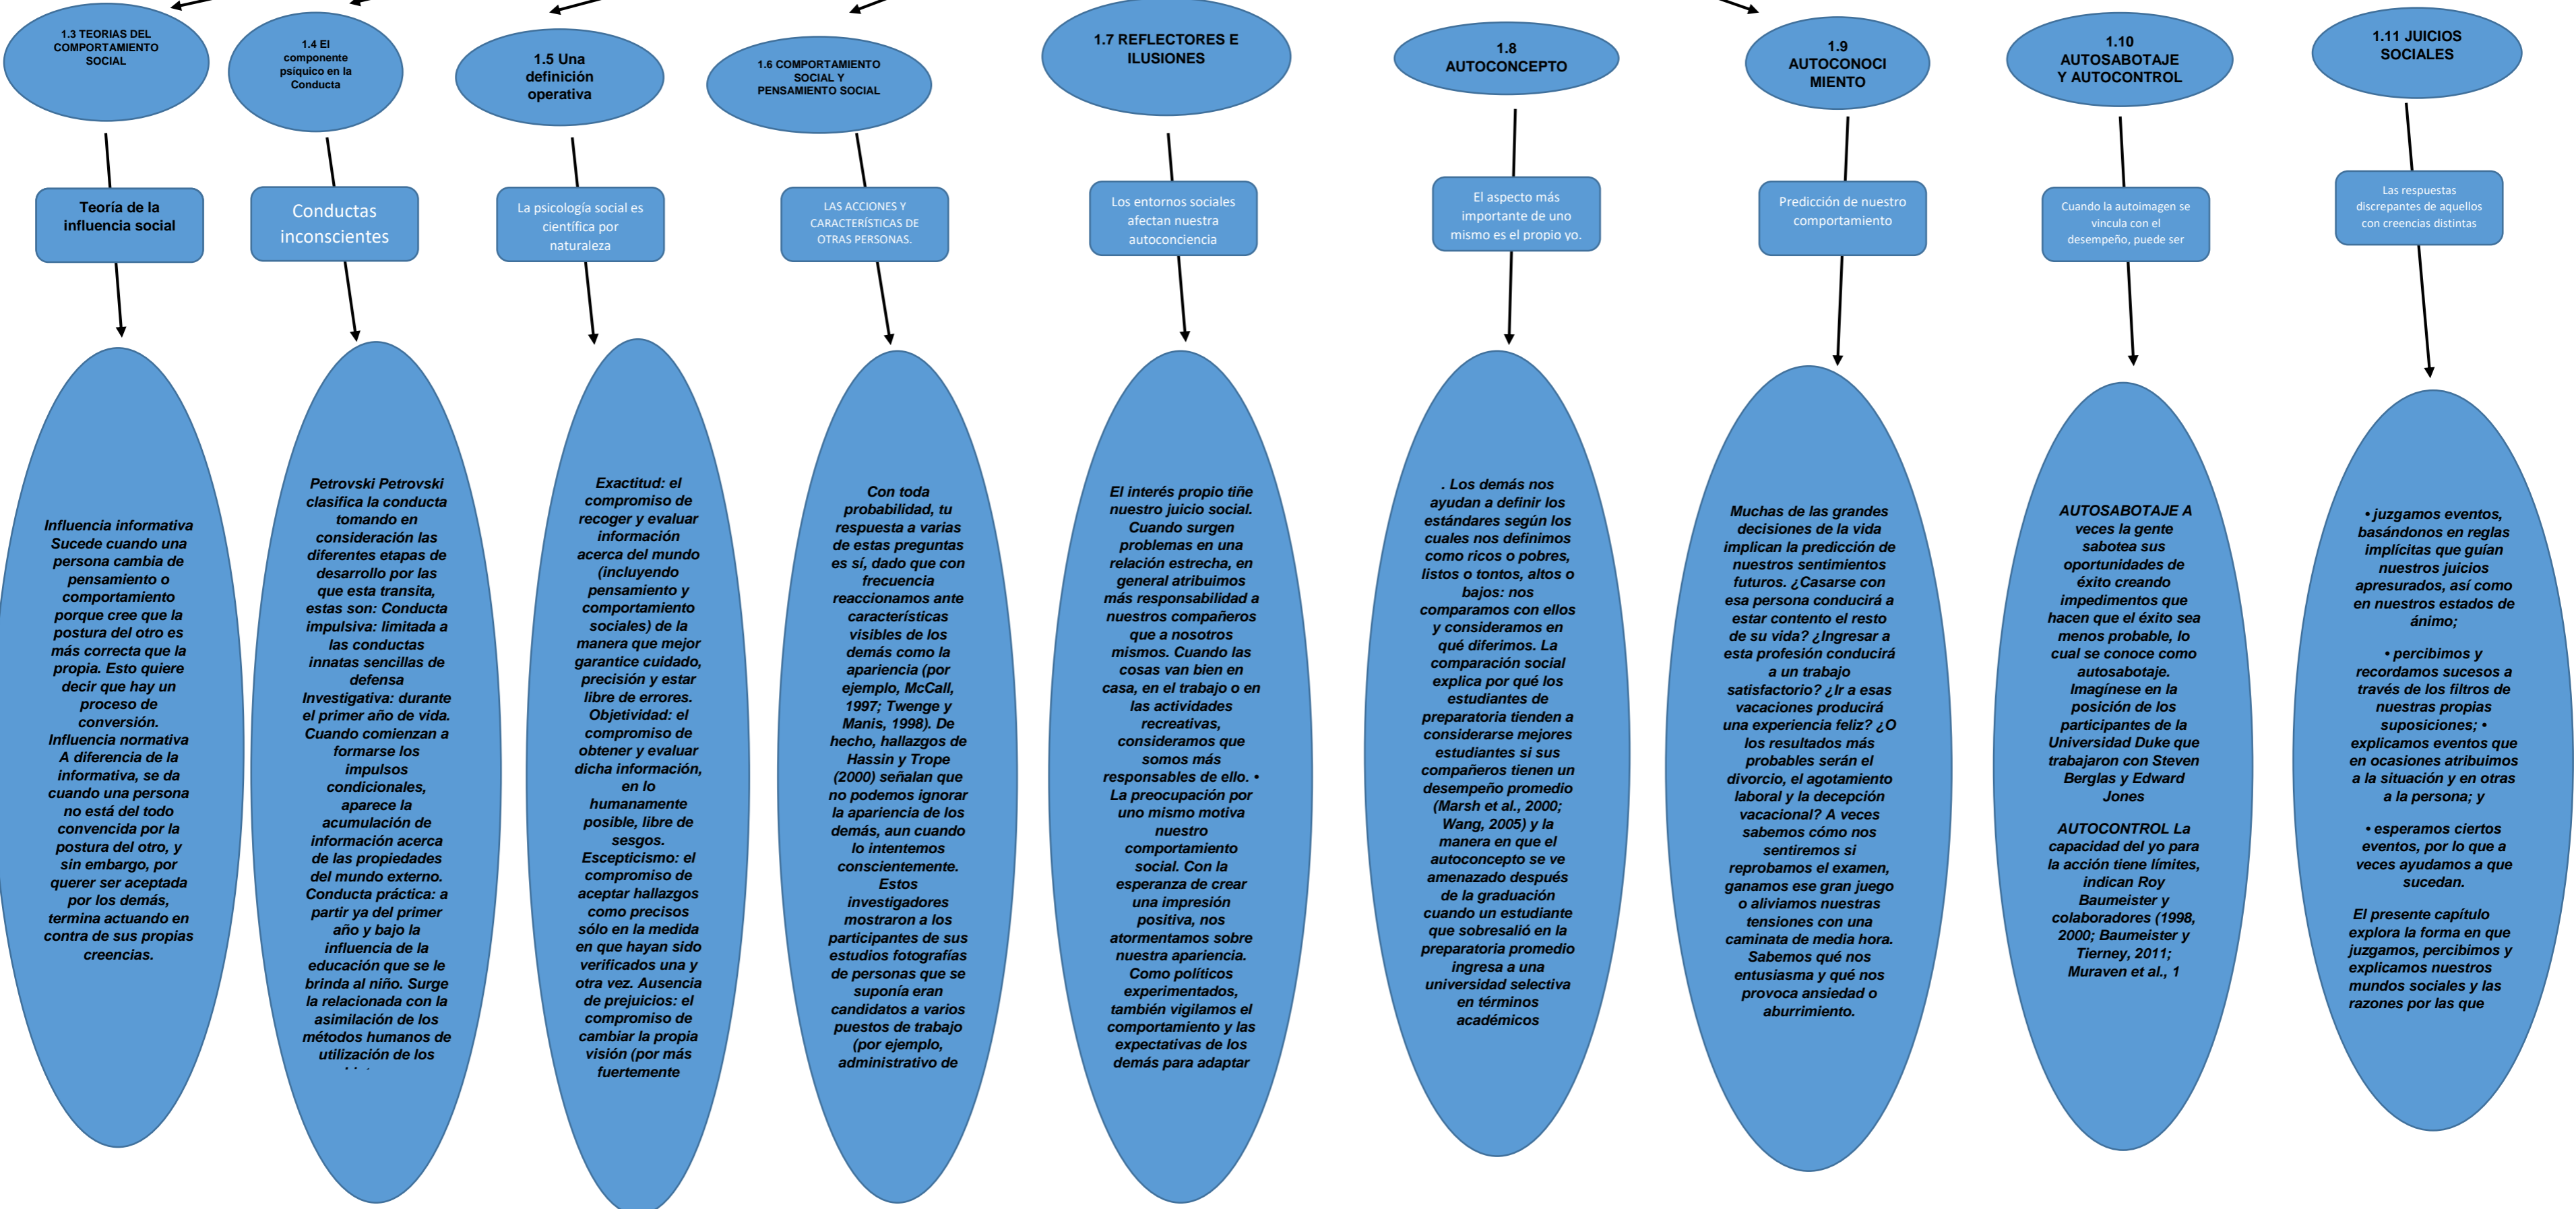 1.3 TEORIAS DEL
COMPORTAMIENTO
SOCIAL
Teoría de la
influencia social
Influencia informativa
Sucede cuando una
persona cambia de
pensamiento o
comportamiento
porque cree que la
postura del otro es
más correcta que la
propia. Esto quiere
decir que hay un
proceso de
conversión.
Influencia normativa
A diferencia de la
informativa, se da
cuando una persona
no está del todo
convencida por la
postura del otro, y
sin embargo, por
querer ser aceptada
por los demás,
termina actuando en
contra de sus propias
creencias.
1.4 El
componente
psíquico en la
Conducta
Conductas
inconscientes
Petrovski Petrovski
clasifica la conducta
tomando en
consideración las
diferentes etapas de
desarrollo por las
que esta transita,
estas son: Conducta
impulsiva: limitada a
las conductas
innatas sencillas de
defensa
Investigativa: durante
el primer año de vida.
Cuando comienzan a
formarse los
impulsos
condicionales,
aparece la
acumulación de
información acerca
de las propiedades
del mundo externo.
Conducta práctica: a
partir ya del primer
año y bajo la
influencia de la
educación que se le
brinda al niño. Surge
la relacionada con la
asimilación de los
métodos humanos de
utilización de los
1.5 Una
definición
operativa
La psicología social es
científica por
naturaleza
Exactitud: el
compromiso de
recoger y evaluar
información
acerca del mundo
(incluyendo
pensamiento y
comportamiento
sociales) de la
manera que mejor
garantice cuidado,
precisión y estar
libre de errores.
Objetividad: el
compromiso de
obtener y evaluar
dicha información,
en lo
humanamente
posible, libre de
sesgos.
Escepticismo: el
compromiso de
aceptar hallazgos
como precisos
sólo en la medida
en que hayan sido
verificados una y
otra vez. Ausencia
de prejuicios: el
compromiso de
cambiar la propia
visión (por más
fuertemente
1.6 COMPORTAMIENTO
SOCIAL Y
PENSAMIENTO SOCIAL
LAS ACCIONES Y
CARACTERÍSTICAS DE
OTRAS PERSONAS.
Con toda
probabilidad, tu
respuesta a varias
de estas preguntas
es sí, dado que con
frecuencia
reaccionamos ante
características
visibles de los
demás como la
apariencia (por
ejemplo, McCall,
1997; Twenge y
Manis, 1998). De
hecho, hallazgos de
Hassin y Trope
(2000) señalan que
no podemos ignorar
la apariencia de los
demás, aun cuando
lo intentemos
conscientemente.
Estos
investigadores
mostraron a los
participantes de sus
estudios fotografías
de personas que se
suponía eran
candidatos a varios
puestos de trabajo
(por ejemplo,
administrativo de
1.7 REFLECTORES E
ILUSIONES
Los entornos sociales
afectan nuestra
autoconciencia
El interés propio tiñe
nuestro juicio social.
Cuando surgen
problemas en una
relación estrecha, en
general atribuimos
más responsabilidad a
nuestros compañeros
que a nosotros
mismos. Cuando las
cosas van bien en
casa, en el trabajo o en
las actividades
recreativas,
consideramos que
somos más
responsables de ello. •
La preocupación por
uno mismo motiva
nuestro
comportamiento
social. Con la
esperanza de crear
una impresión
positiva, nos
atormentamos sobre
nuestra apariencia.
Como políticos
experimentados,
también vigilamos el
comportamiento y las
expectativas de los
demás para adaptar
1.8
AUTOCONCEPTO
El aspecto más
importante de uno
mismo es el propio yo.
. Los demás nos
ayudan a definir los
estándares según los
cuales nos definimos
como ricos o pobres,
listos o tontos, altos o
bajos: nos
comparamos con ellos
y consideramos en
qué diferimos. La
comparación social
explica por qué los
estudiantes de
preparatoria tienden a
considerarse mejores
estudiantes si sus
compañeros tienen un
desempeño promedio
(Marsh et al., 2000;
Wang, 2005) y la
manera en que el
autoconcepto se ve
amenazado después
de la graduación
cuando un estudiante
que sobresalió en la
preparatoria promedio
ingresa a una
universidad selectiva
en términos
académicos
1.9
AUTOCONOCI
MIENTO
Predicción de nuestro
comportamiento
Muchas de las grandes
decisiones de la vida
implican la predicción de
nuestros sentimientos
futuros. ¿Casarse con
esa persona conducirá a
estar contento el resto
de su vida? ¿Ingresar a
esta profesión conducirá
a un trabajo
satisfactorio? ¿Ir a esas
vacaciones producirá
una experiencia feliz? ¿O
los resultados más
probables serán el
divorcio, el agotamiento
laboral y la decepción
vacacional? A veces
sabemos cómo nos
sentiremos si
reprobamos el examen,
ganamos ese gran juego
o aliviamos nuestras
tensiones con una
caminata de media hora.
Sabemos qué nos
entusiasma y qué nos
provoca ansiedad o
aburrimiento.
1.10
AUTOSABOTAJE
Y AUTOCONTROL
Cuando la autoimagen se
vincula con el
desempeño, puede ser
AUTOSABOTAJE A
veces la gente
sabotea sus
oportunidades de
éxito creando
impedimentos que
hacen que el éxito sea
menos probable, lo
cual se conoce como
autosabotaje.
Imagínese en la
posición de los
participantes de la
Universidad Duke que
trabajaron con Steven
Berglas y Edward
Jones
AUTOCONTROL La
capacidad del yo para
la acción tiene límites,
indican Roy
Baumeister y
colaboradores (1998,
2000; Baumeister y
Tierney, 2011;
Muraven et al., 1
1.11 JUICIOS
SOCIALES
Las respuestas
discrepantes de aquellos
con creencias distintas
• juzgamos eventos,
basándonos en reglas
implícitas que guían
nuestros juicios
apresurados, así como
en nuestros estados de
ánimo;
• percibimos y
recordamos sucesos a
través de los filtros de
nuestras propias
suposiciones; •
explicamos eventos que
en ocasiones atribuimos
a la situación y en otras
a la persona; y
• esperamos ciertos
eventos, por lo que a
veces ayudamos a que
sucedan.
El presente capítulo
explora la forma en que
juzgamos, percibimos y
explicamos nuestros
mundos sociales y las
razones por las que